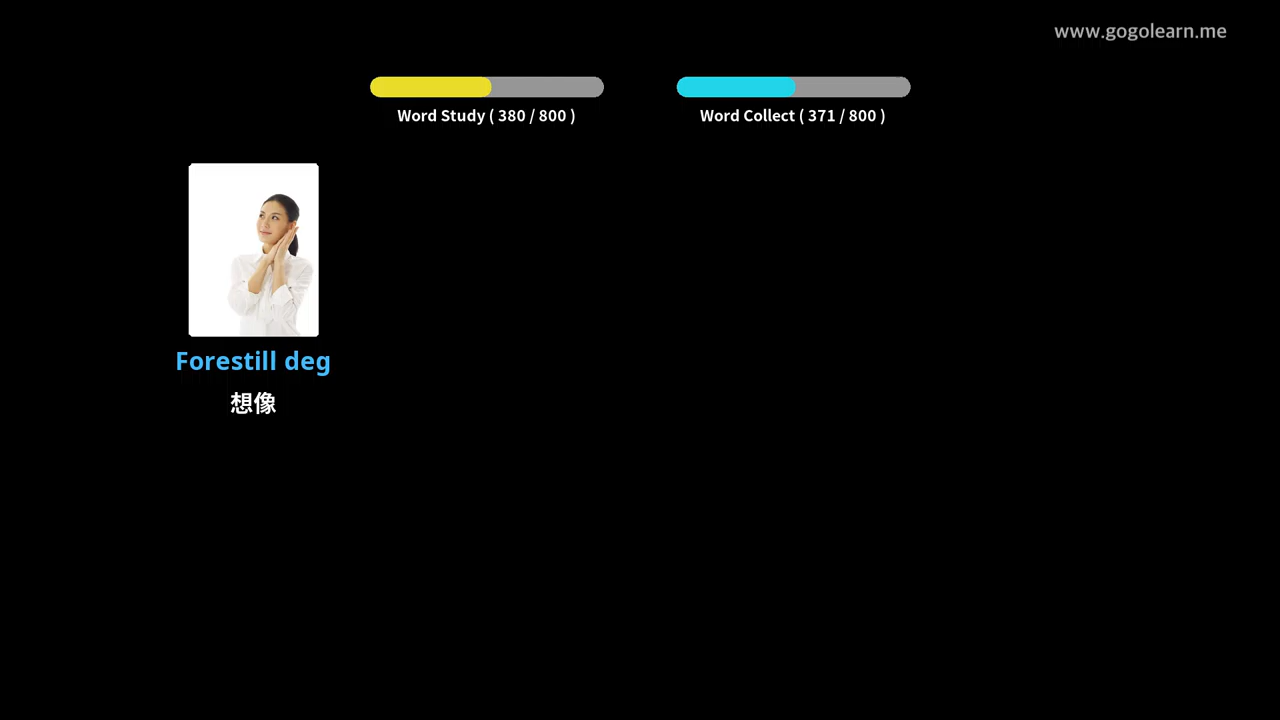 www.gogolearn.me
Word Study ( 380 / 800 )
Word Collect ( 371 / 800 )
Forestill deg
想像